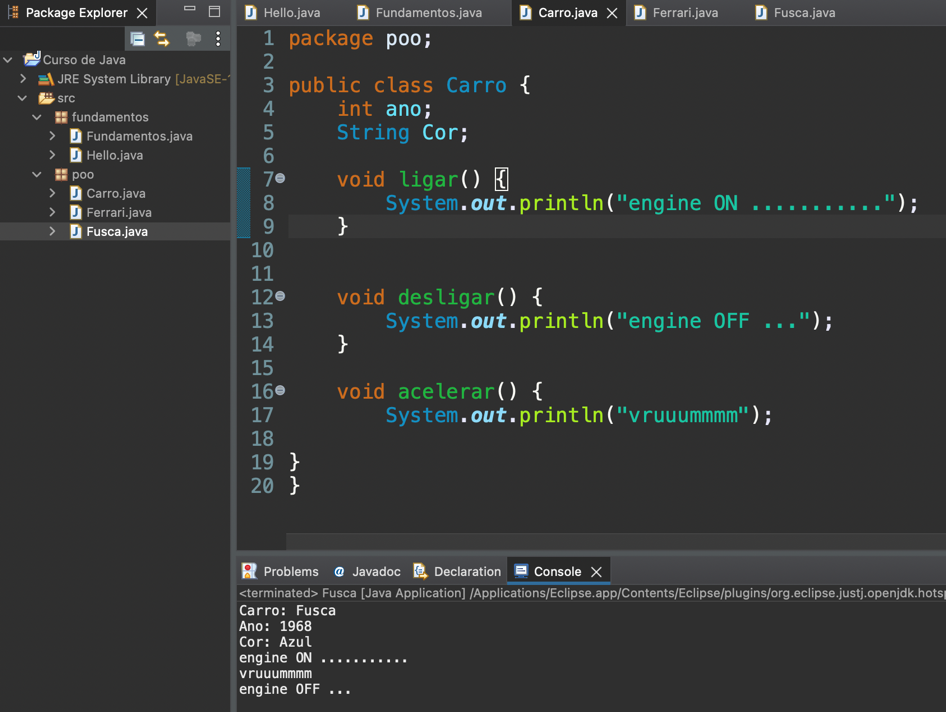 Package Explorer
Hello.java Fundamentos.java Carro.java Ferrari.java Fusca.java
Curso de Java
JRE System Library [JavaSE-
src
fundamentos
Fundamentos.java
Hello.java
poo
Carro.java
Ferrari.java
Fusca.java
1 package poo;
2
3 public class Carro {
4 int ano;
5 String Cor;
6
7 void ligar() {
8 System.out.println("engine ON ...........");
9 }
10
11
12 void desligar() {
13 System.out.println("engine OFF ...");
14 }
15
16 void acelerar() {
17 System.out.println("vruuummmm");
18
19 }
20 }
Problems Javadoc Declaration Console
<terminated> Fusca [Java Application] /Applications/Eclipse.app/Contents/Eclipse/plugins/org.eclipse.justj.openjdk.hotsp
Carro: Fusca
Ano: 1968
Cor: Azul
engine ON ...........
vruuummmm
engine OFF ...